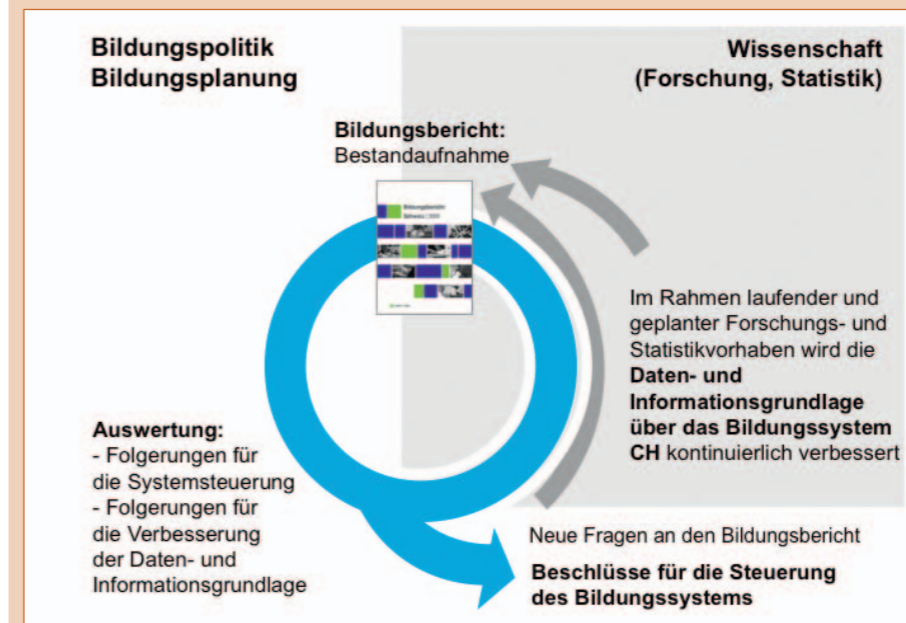 Bildungspolitik
Bildungsplanung
Wissenschaft
(Forschung, Statistik)
Bildungsbericht:
Bestandaufnahme
Bildungsbericht
Im Rahmen laufender und
geplanter Forschungs- und
Statistikvorhaben wird die
Daten- und
Informationsgrundlage
über das Bildungssystem
CH kontinuierlich verbessert
Auswertung:
- Folgerungen für
die Systemsteuerung
- Folgerungen für
die Verbesserung
der Daten- und
Informationsgrundlage
Neue Fragen an den Bildungsbericht
Beschlüsse für die Steuerung
des Bildungssystems